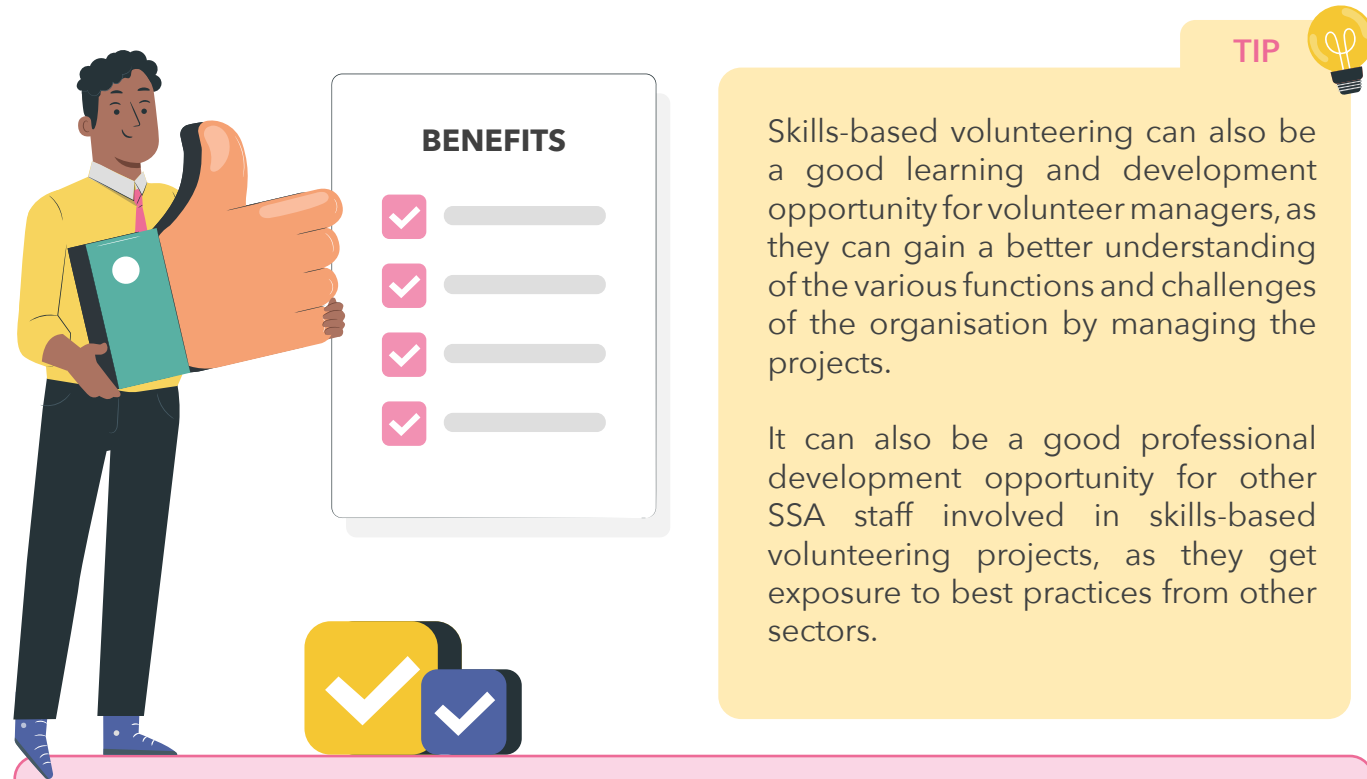 BENEFITS
TIP
Skills-based volunteering can also be
a good learning and development
opportunity for volunteer managers, as
they can gain a better understanding
of the various functions and challenges
of the organisation by managing the
projects.
It can also be a good professional
development opportunity for other
SSA staff involved in skills-based
volunteering projects, as they get
exposure to best practices from other
sectors.